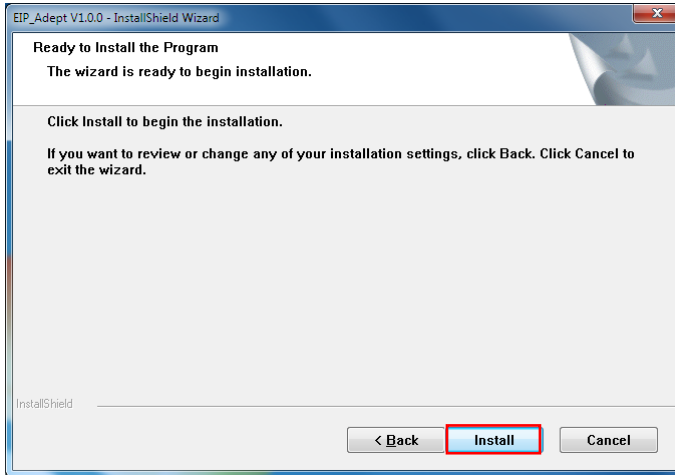 EIP_Adept V1.0.0 - InstallShield Wizard
Ready to Install the Program
The wizard is ready to begin installation.
Click Install to begin the installation.
If you want to review or change any of your installation settings, click Back. Click Cancel to
exit the wizard.
InstallShield
< Back Install Cancel